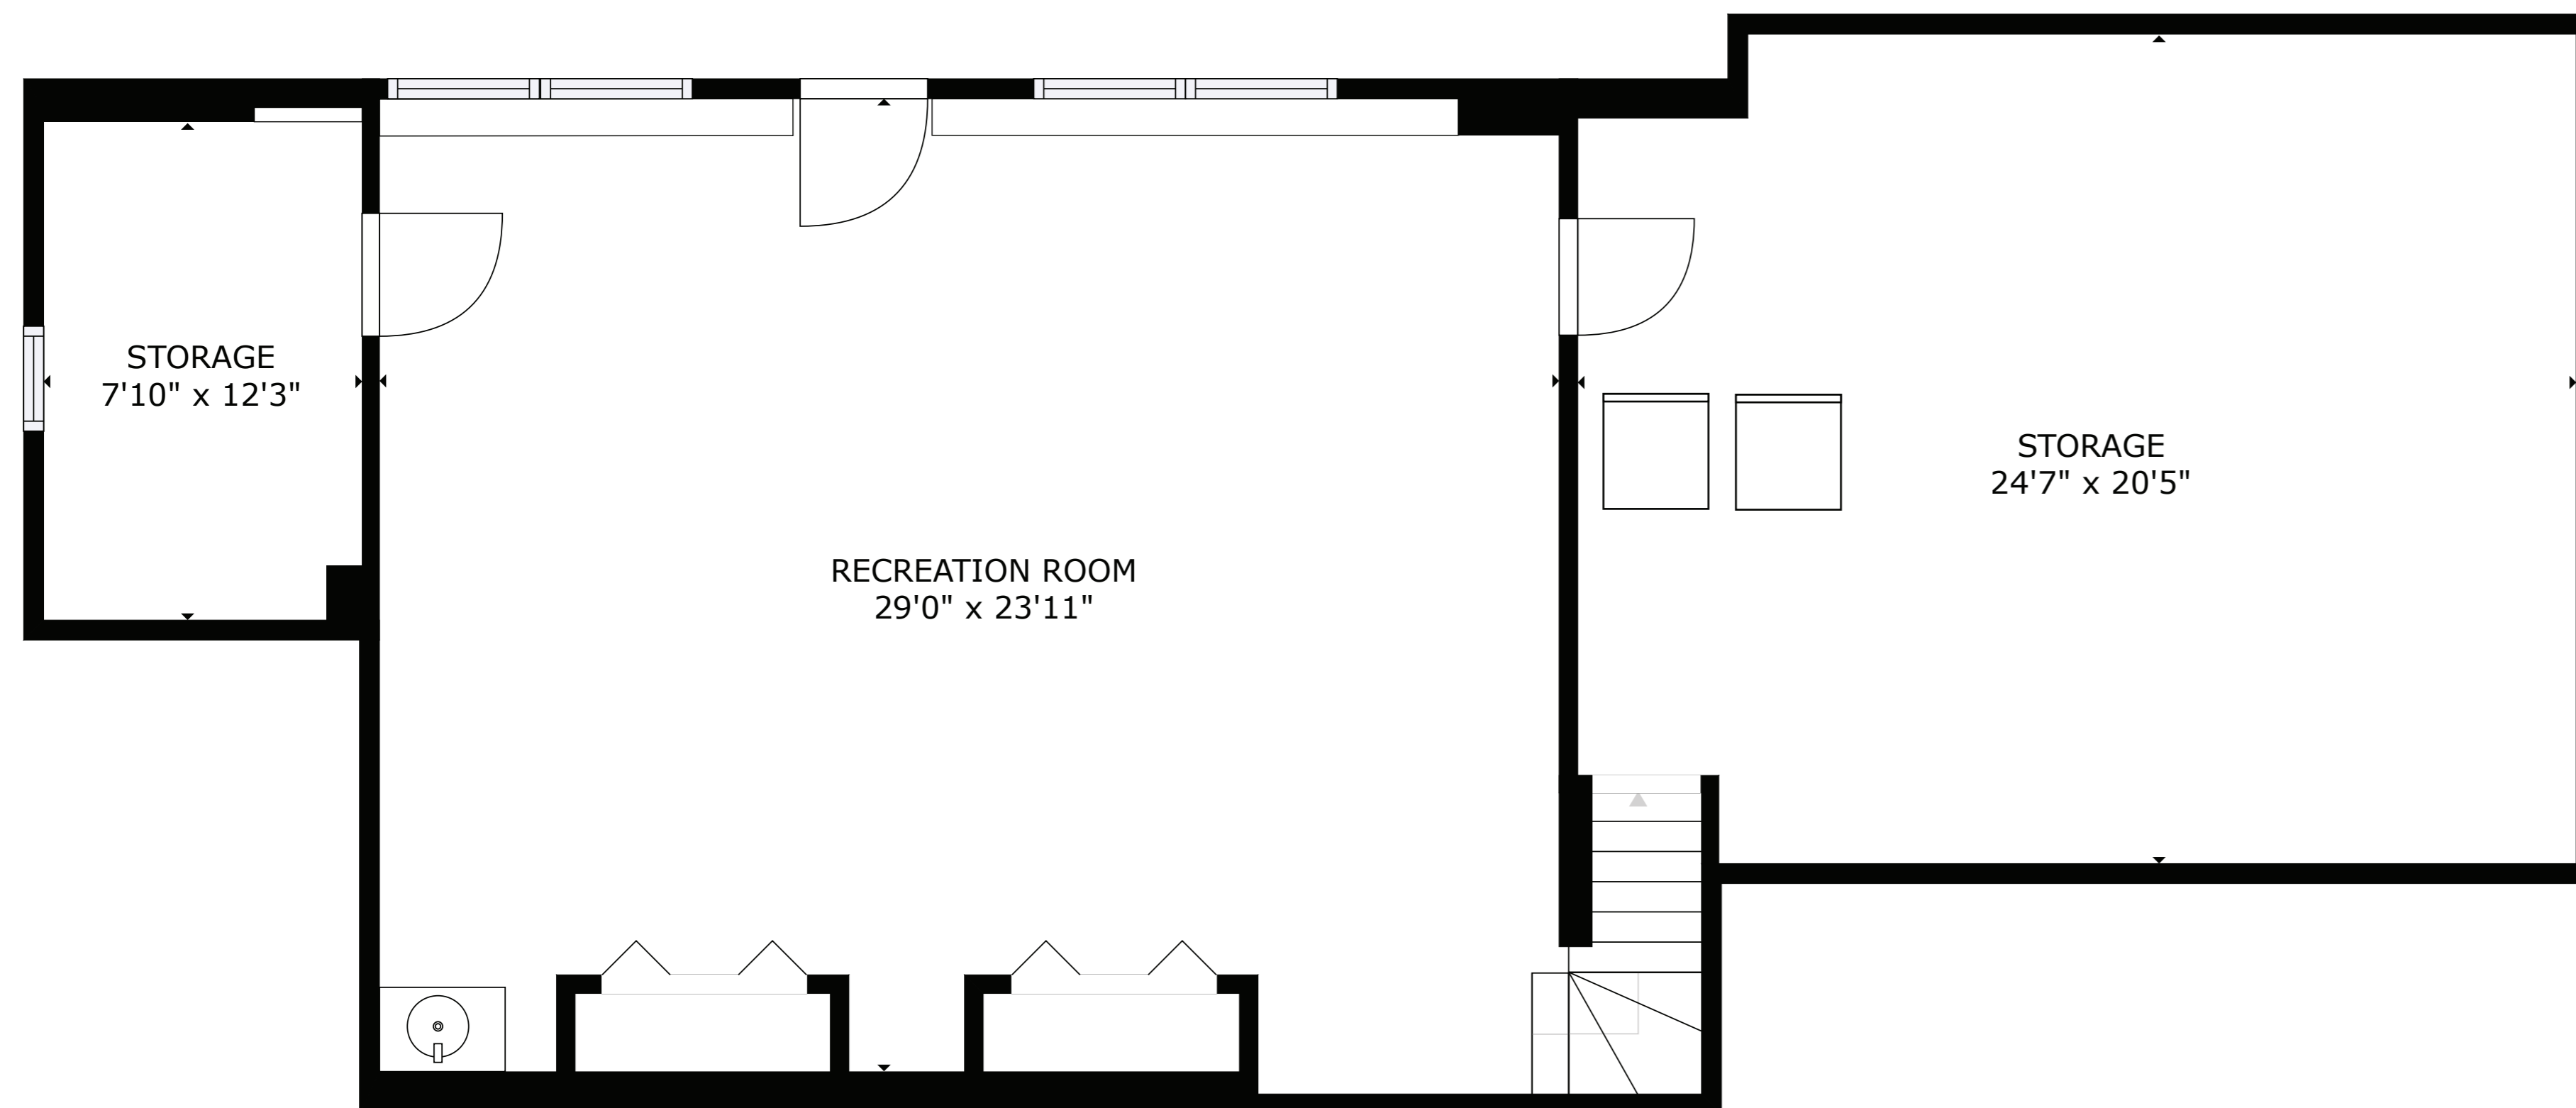 STORAGE
7'10" x 12'3"
RECREATION ROOM
29'0" x 23'11"
STORAGE
24'7" x 20'5"